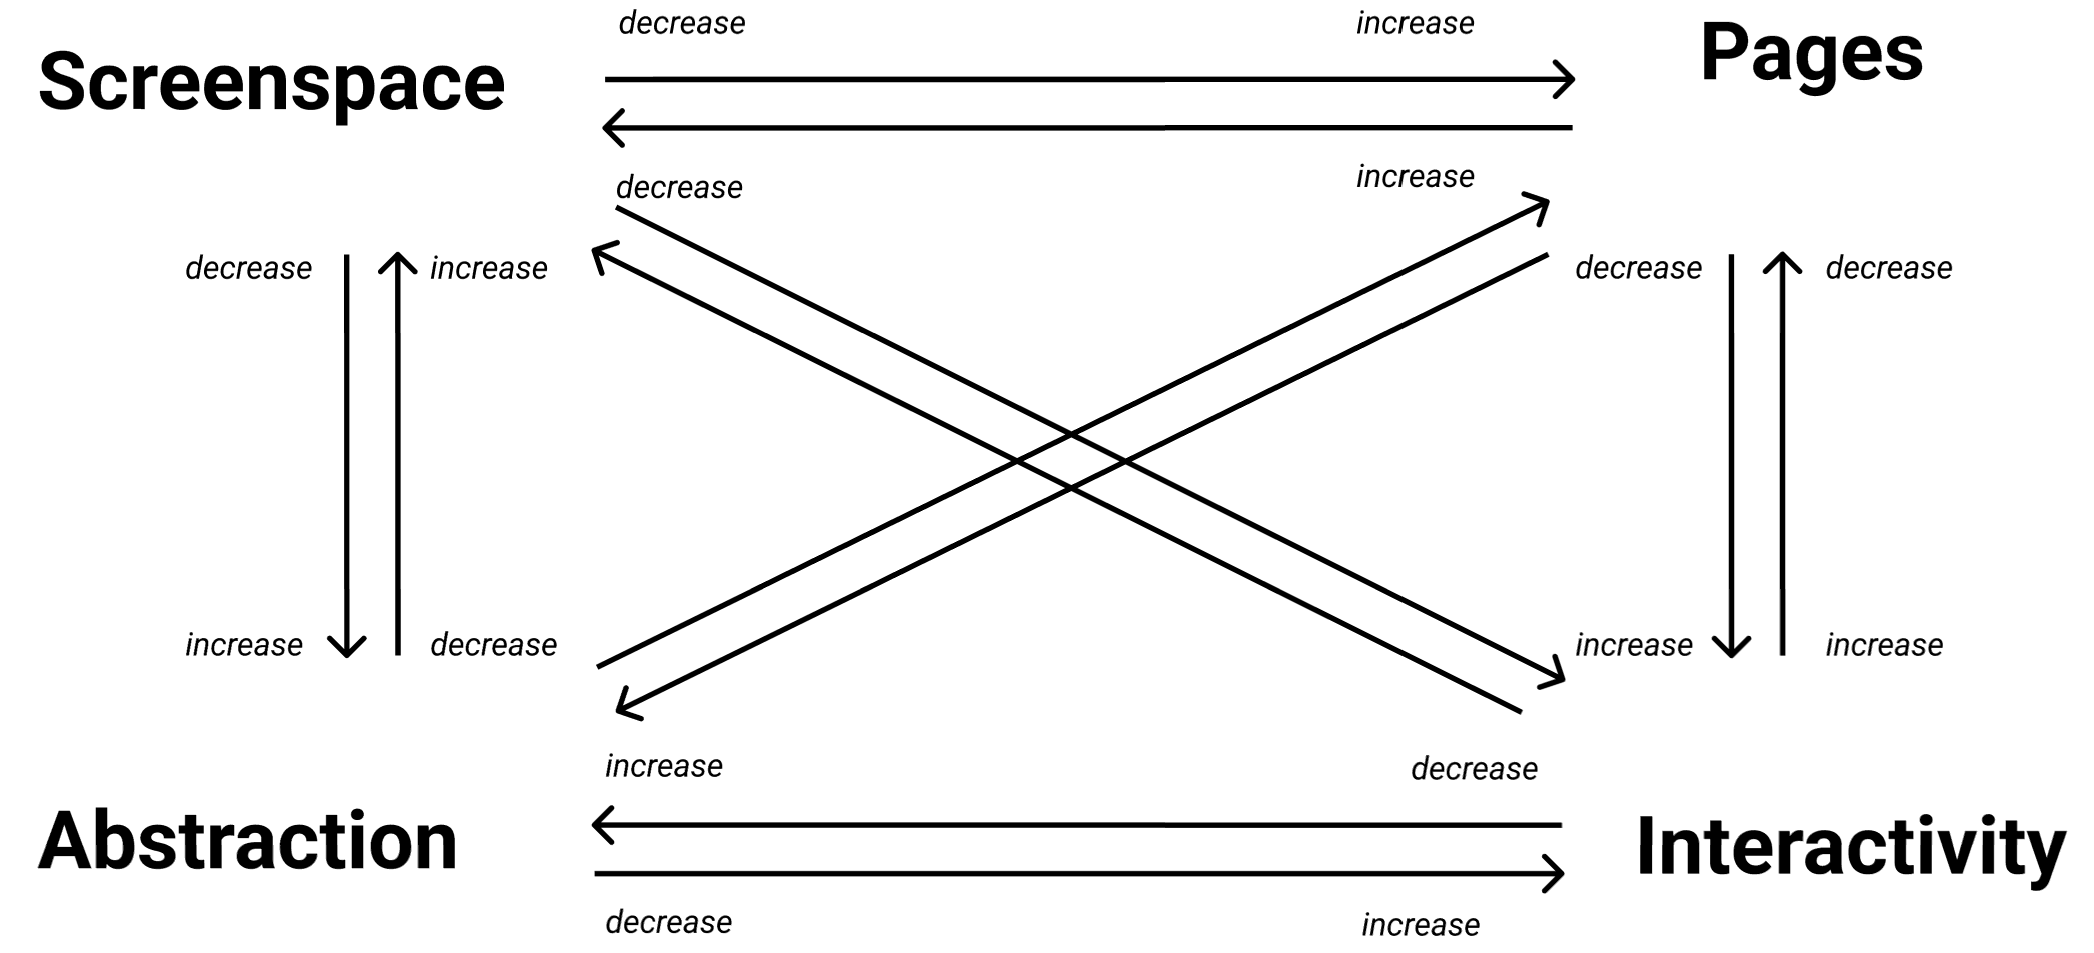 decrease
increase
Screenspace
Pages
decrease
increase
decrease
increase
decrease
decrease
increase
decrease
increase
increase
increase
decrease
Abstraction
Interactivity
decrease
increase